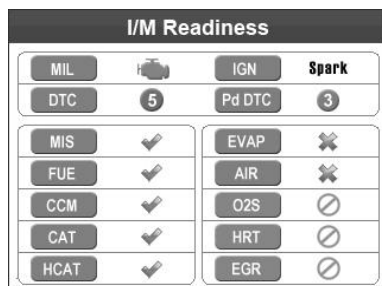 I/M Readiness
MIL IGN Spark
DTC 5 Pd DTC 3
MIS EVAP
FUE AIR
CCM O2S
CAT HRT
HCAT EGR